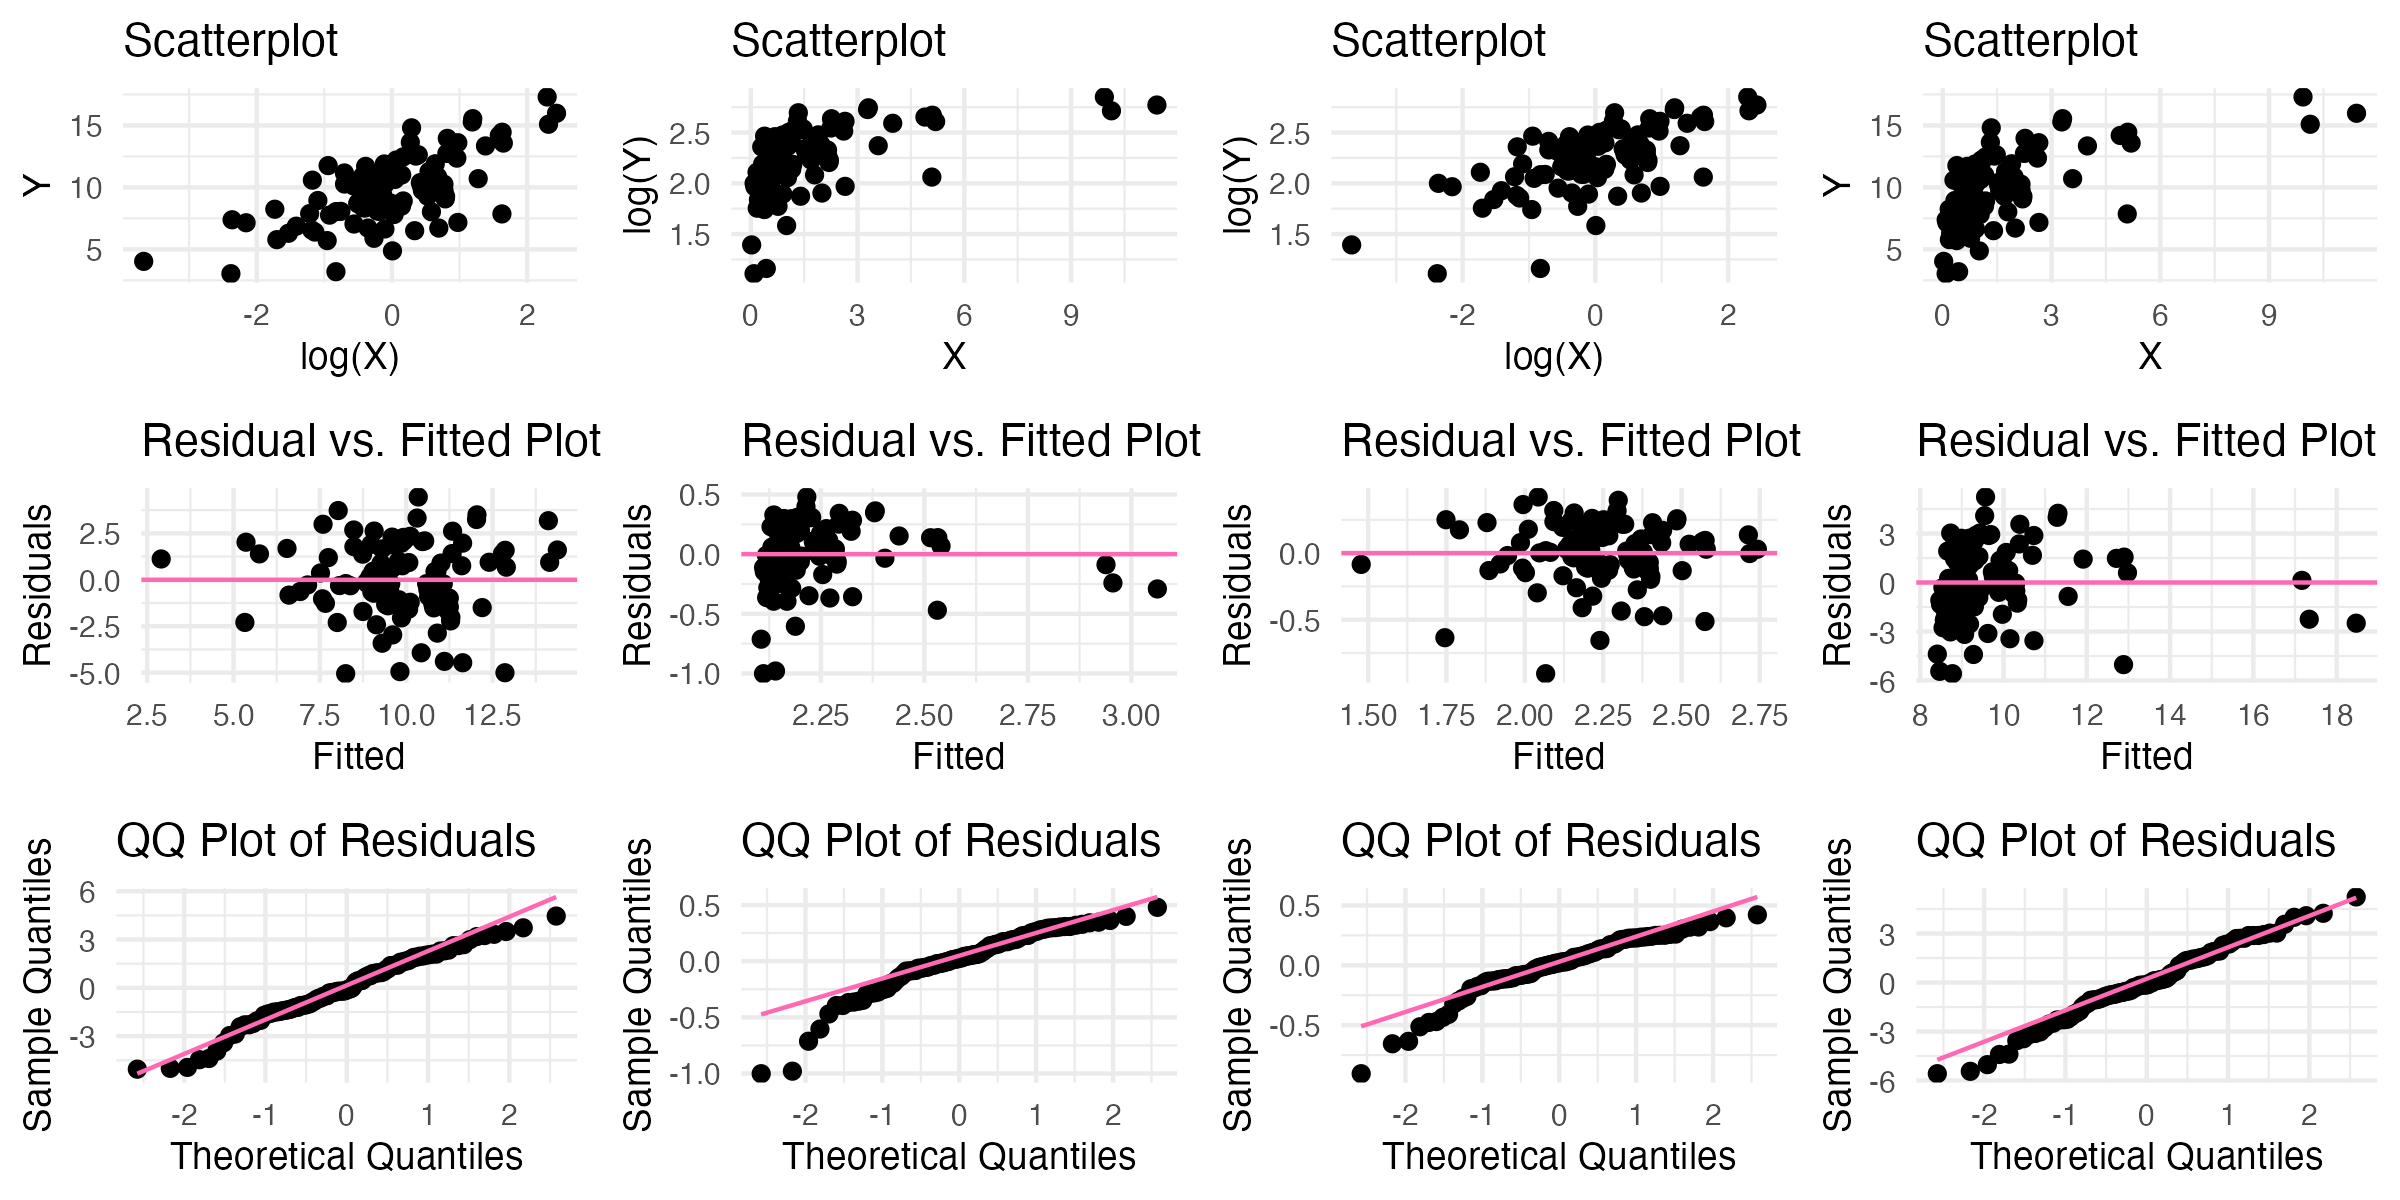 Scatterplot
Y
15
10
5
-2 0 2
log(X)
Scatterplot
log(Y)
2.5
2.0
1.5
0 3 6 9
X
Scatterplot
log(Y)
2.5
2.0
1.5
-2 0 2
log(X)
Scatterplot
Y
15
10
5
0 3 6 9
X
Residual vs. Fitted Plot
Residuals
2.5
0.0
-2.5
-5.0
2.5 5.0 7.5 10.0 12.5
Fitted
Residual vs. Fitted Plot
Residuals
0.5
0.0
-0.5
-1.0
2.25 2.50 2.75 3.00
Fitted
Residual vs. Fitted Plot
Residuals
0.0
-0.5
1.50 1.75 2.00 2.25 2.50 2.75
Fitted
Residual vs. Fitted Plot
Residuals
3
0
-3
-6
8 10 12 14 16 18
Fitted
QQ Plot of Residuals
Sample Quantiles
6
3
0
-3
-2 -1 0 1 2
Theoretical Quantiles
QQ Plot of Residuals
Sample Quantiles
0.5
0.0
-0.5
-1.0
-2 -1 0 1 2
Theoretical Quantiles
QQ Plot of Residuals
Sample Quantiles
0.5
0.0
-0.5
-2 -1 0 1 2
Theoretical Quantiles
QQ Plot of Residuals
Sample Quantiles
3
0
-3
-6
-2 -1 0 1 2
Theoretical Quantiles